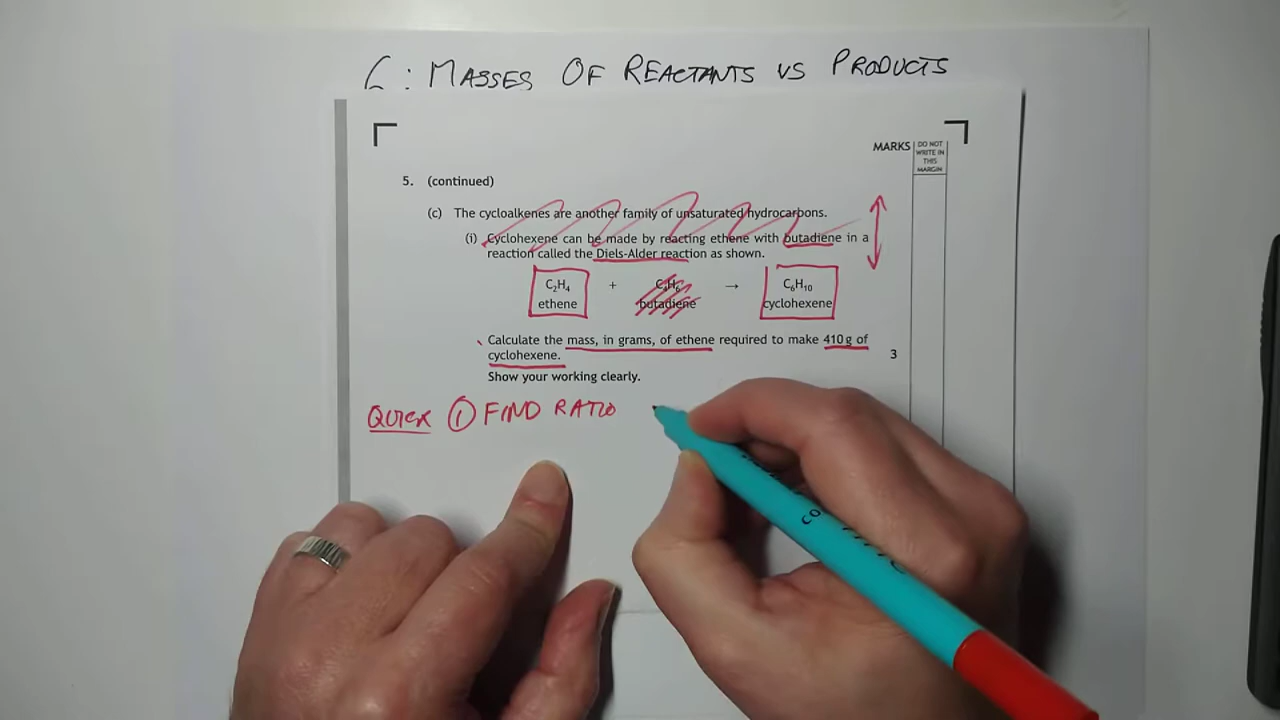 C: MASSES OF REACTANTS VS PRODUCTS
MARKS
DO NOT
WRITE IN
THIS
MARGIN
5. (continued)
(c) The cycloalkenes are another family of unsaturated hydrocarbons.
(i) Cyclohexene can be made by reacting ethene with butadiene in a
reaction called the Diels-Alder reaction as shown.
C₂H₄ + C₄H₆ → C₆H₁₀
ethene butadiene cyclohexene
Calculate the mass, in grams, of ethene required to make 410 g of
cyclohexene. 3
Show your working clearly.
QUICK ① FIND RATIO